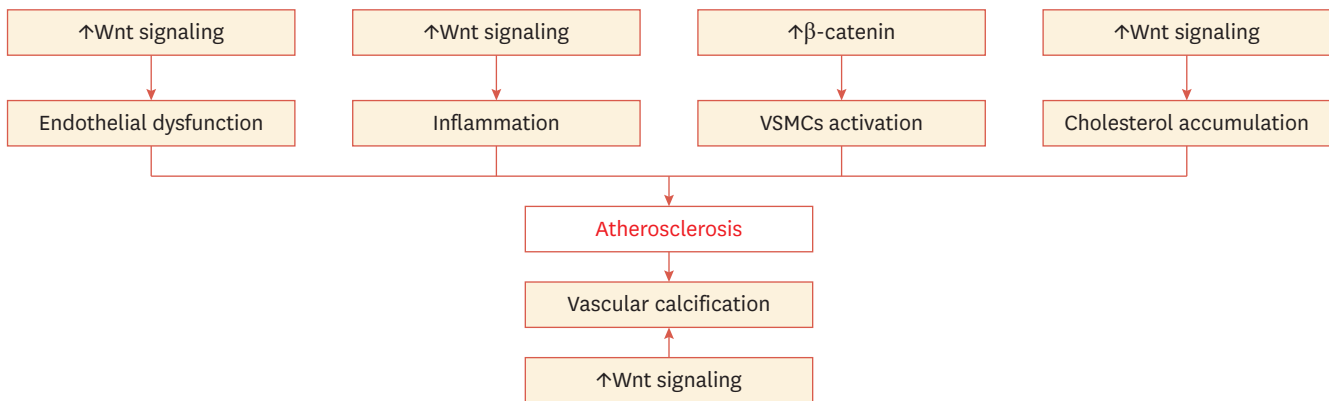 ↑Wnt signaling
↑Wnt signaling
↑β-catenin
↑Wnt signaling
Endothelial dysfunction
Inflammation
VSMCs activation
Cholesterol accumulation
Atherosclerosis
Vascular calcification
↑Wnt signaling